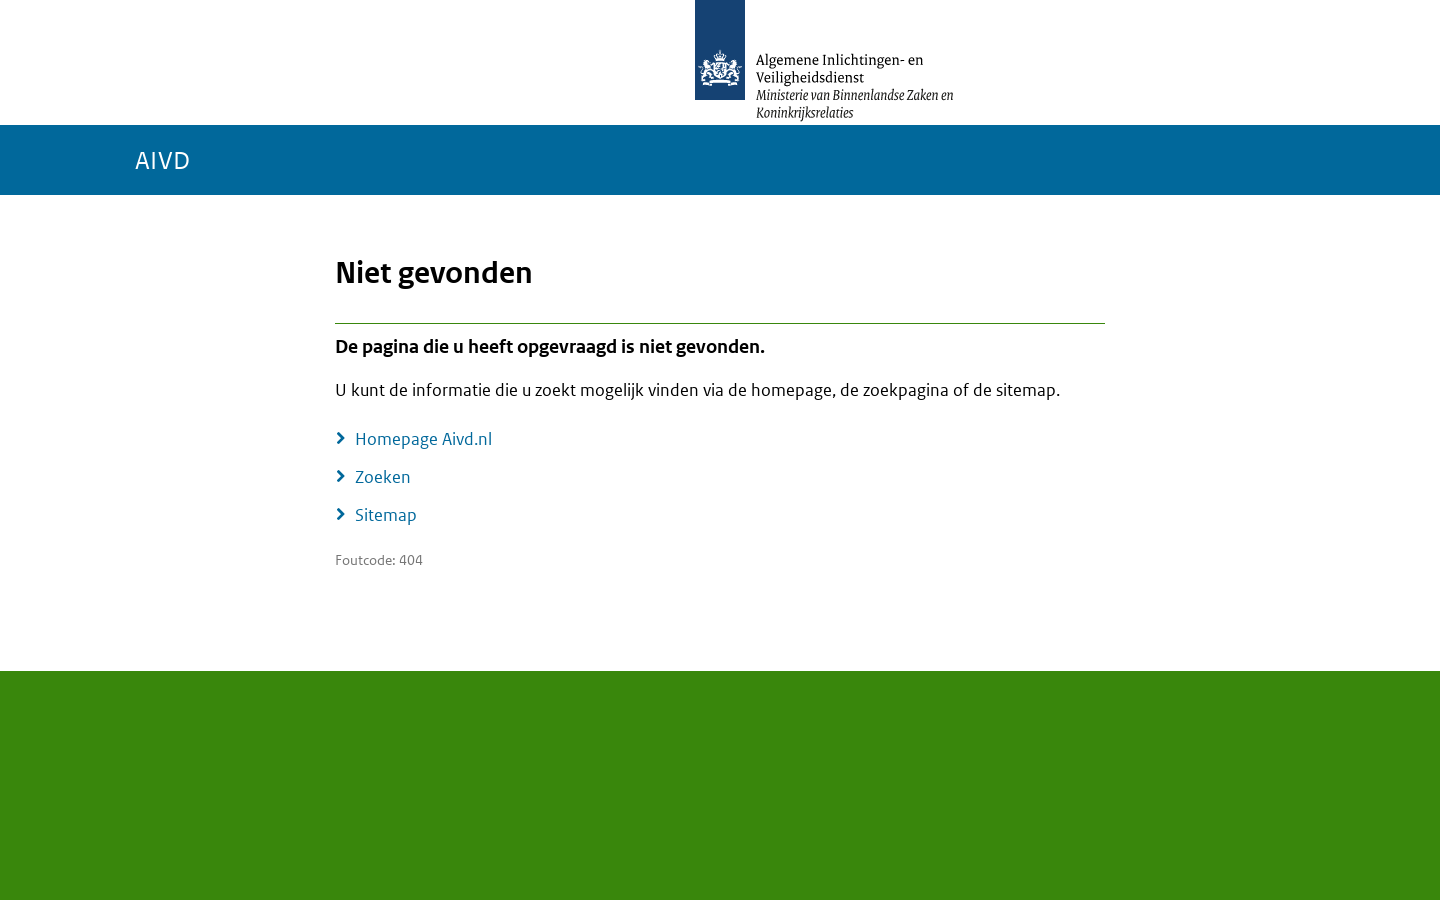 Algemene Inlichtingen- en
Veiligheidsdienst
Ministerie van Binnenlandse Zaken en
Koninkrijksrelaties
AIVD
Niet gevonden
De pagina die u heeft opgevraagd is niet gevonden.
U kunt de informatie die u zoekt mogelijk vinden via de homepage, de zoekpagina of de sitemap.
Homepage Aivd.nl
Zoeken
Sitemap
Foutcode: 404